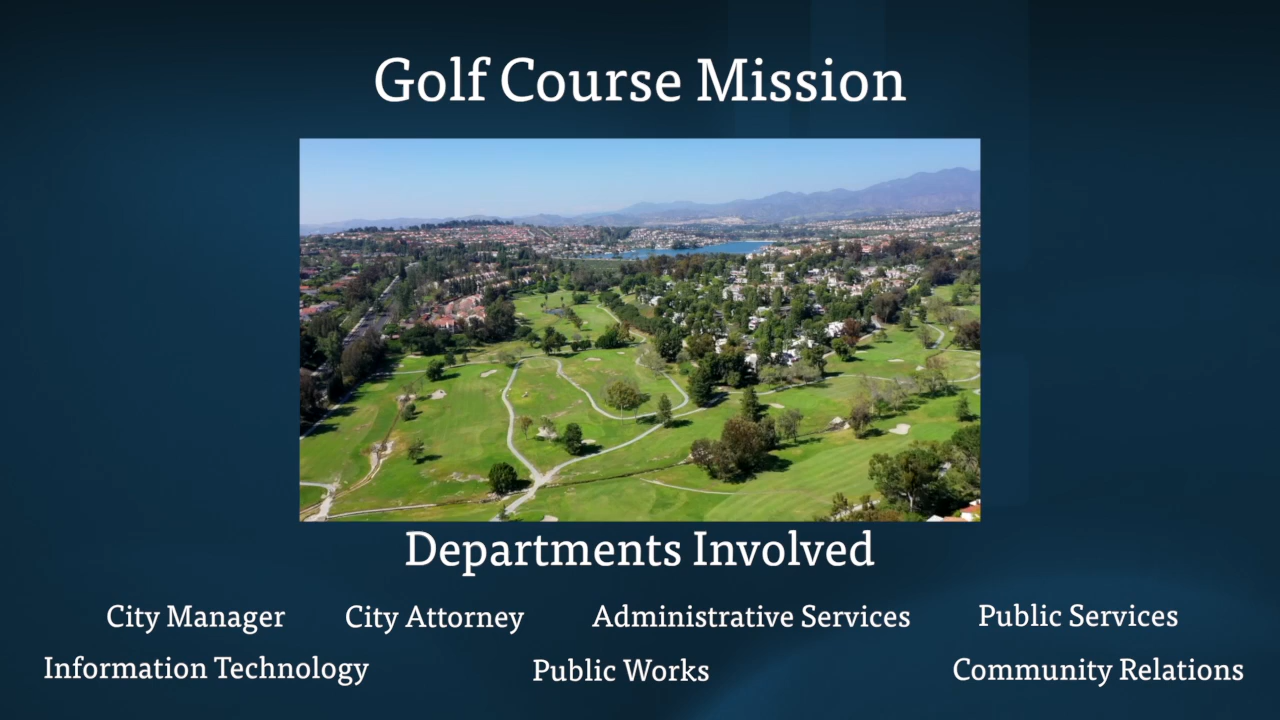 Golf Course Mission
Departments Involved
City Manager City Attorney Administrative Services Public Services
Information Technology Public Works Community Relations